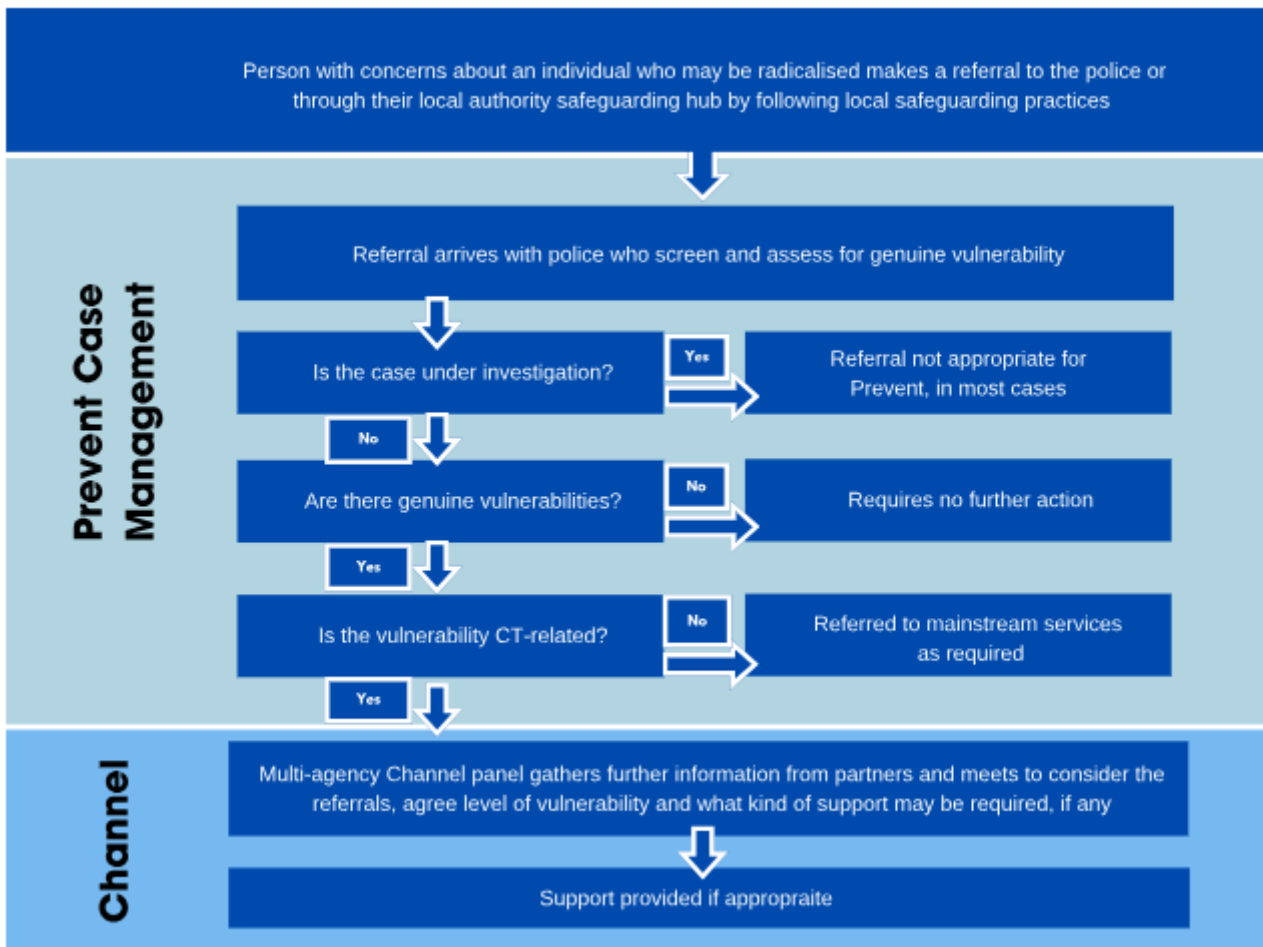 Person with concerns about an individual who may be radicalised makes a referral to the police or
through their local authority safeguarding hub by following local safeguarding practices
Prevent Case
Management
Referral arrives with police who screen and assess for genuine vulnerability
Is the case under investigation?
Yes
Referral not appropriate for
Prevent, in most cases
No
Are there genuine vulnerabilities?
No
Requires no further action
Yes
Is the vulnerability CT-related?
No
Referred to mainstream services
as required
Yes
Channel
Multi-agency Channel panel gathers further information from partners and meets to consider the
referrals, agree level of vulnerability and what kind of support may be required, if any
Support provided if appropraite